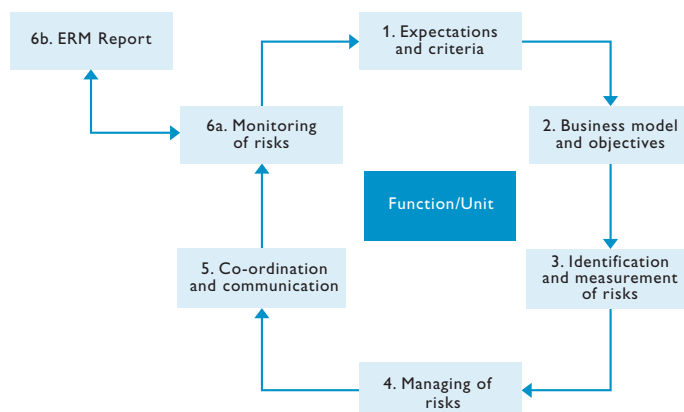 6b. ERM Report
1. Expectations
and criteria
6a. Monitoring
of risks
2. Business model
and objectives
Function/Unit
5. Co-ordination
and communication
3. Identification
and measurement
of risks
4. Managing of
risks